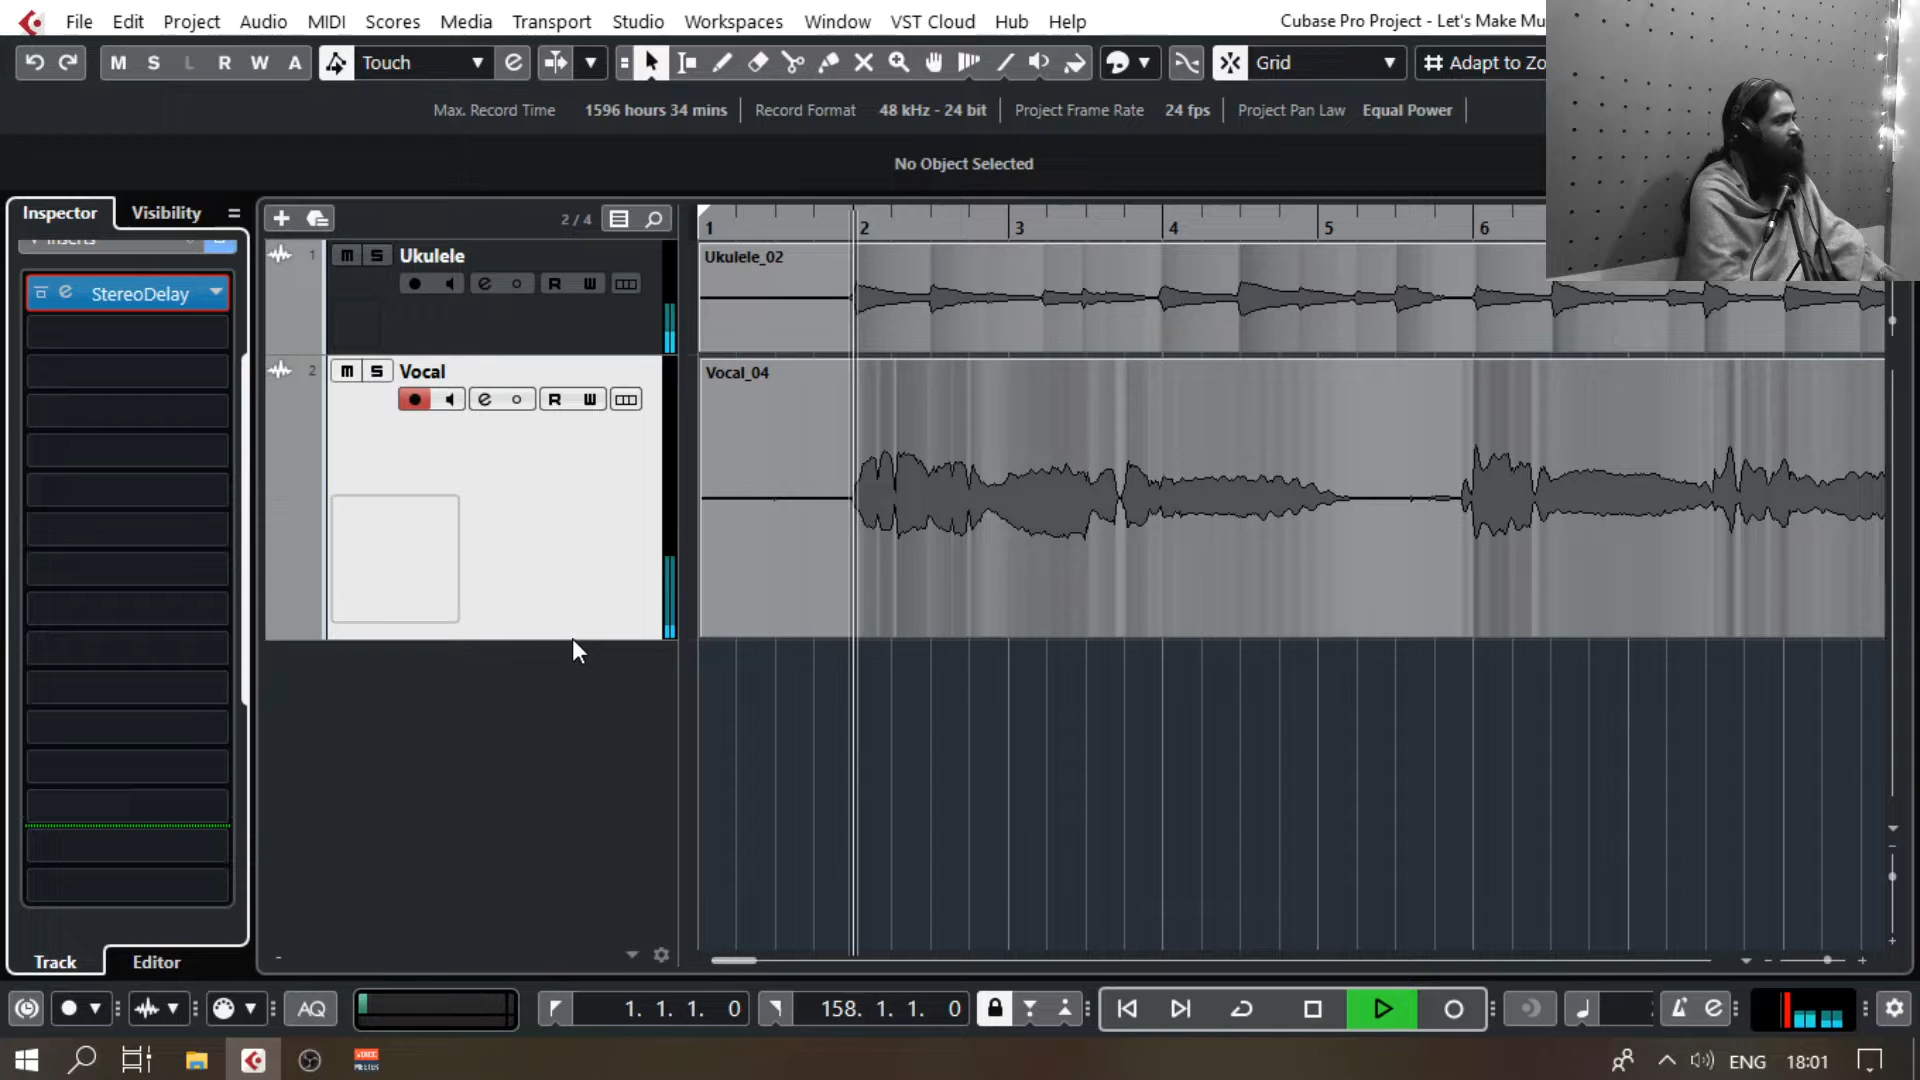 File Edit Project Audio MIDI Scores Media Transport Studio Workspaces Window VST Cloud Hub Help Cubase Pro Project - Let's Make Mu
M S L R W A Touch Grid Adapt to Zo
Max. Record Time 1596 hours 34 mins Record Format 48 kHz - 24 bit Project Frame Rate 24 fps Project Pan Law Equal Power
No Object Selected
Inspector Visibility 2 / 4 1 2 3 4 5 6
Inserts
1 M S Ukulele Ukulele_02
R W
StereoDelay
2 M S Vocal Vocal_04
R W
Track Editor
AQ 1. 1. 1. 0 158. 1. 1. 0
ENG 18:01